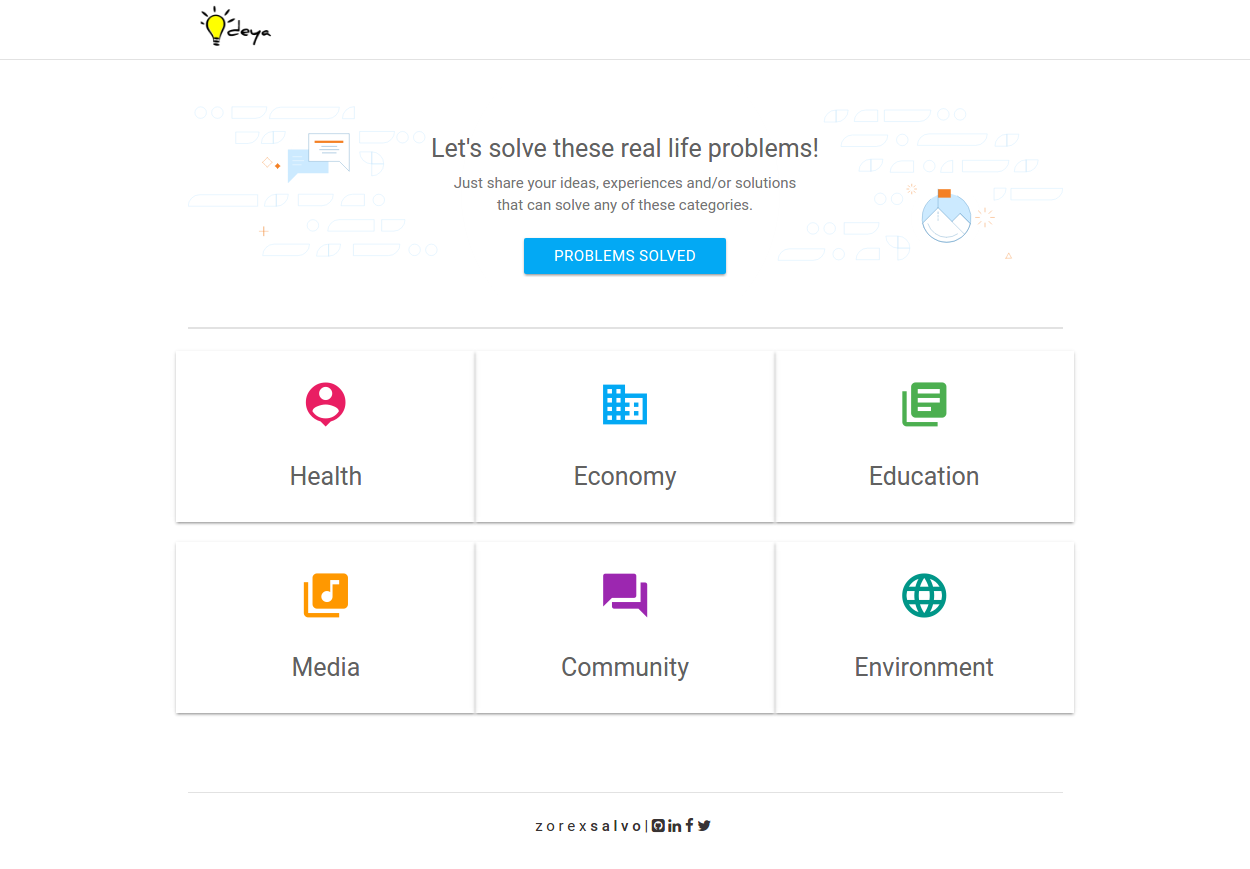 deya
Let's solve these real life problems!
Just share your ideas, experiences and/or solutions
that can solve any of these categories.
PROBLEMS SOLVED
Health
Economy
Education
Media
Community
Environment
zorexsalvo|